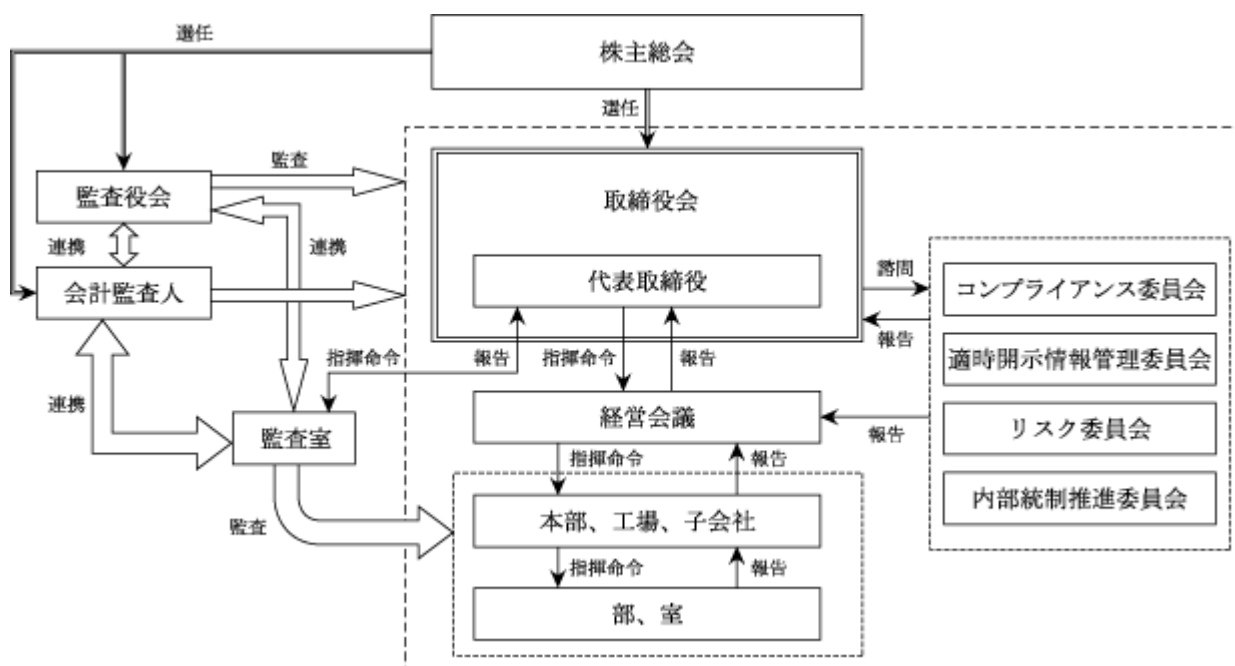 選任
株主総会
選任
監査
監査役会
取締役会
連携
連携
会計監査人
代表取締役
諮問
コンプライアンス委員会
報告
指揮命令
報告
指揮命令
報告
適時開示情報管理委員会
連携
経営会議
報告
リスク委員会
監査室
指揮命令
報告
内部統制推進委員会
監査
本部、工場、子会社
指揮命令
報告
部、室